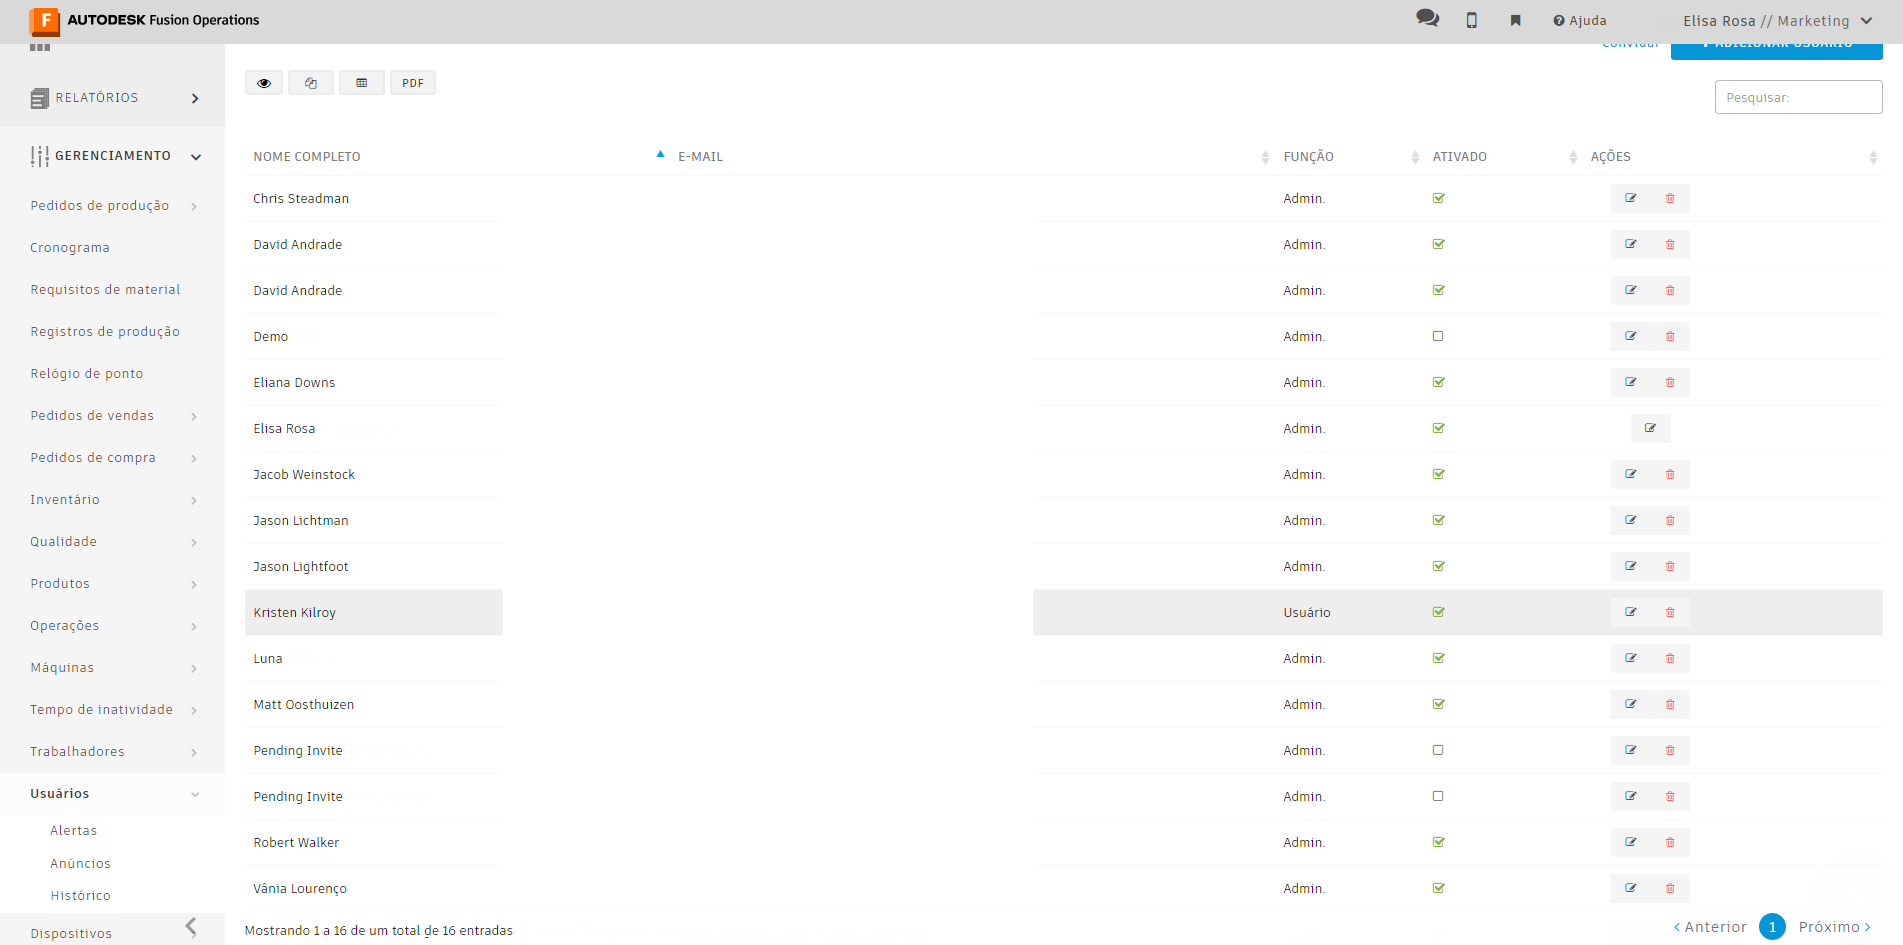 F AUTODESK Fusion Operations
Ajuda
Elisa Rosa // Marketing
Convidar
+ ADICIONAR USUÁRIO
RELATÓRIOS
PDF
Pesquisar:
GERENCIAMENTO
NOME COMPLETO E-MAIL FUNÇÃO ATIVADO AÇÕES
Pedidos de produção
Cronograma
Requisitos de material
Registros de produção
Relógio de ponto
Pedidos de vendas
Pedidos de compra
Inventário
Qualidade
Produtos
Operações
Máquinas
Tempo de inatividade
Trabalhadores
Usuários
Alertas
Anúncios
Histórico
Dispositivos
Chris Steadman Admin.
David Andrade Admin.
David Andrade Admin.
Demo Admin.
Eliana Downs Admin.
Elisa Rosa Admin.
Jacob Weinstock Admin.
Jason Lichtman Admin.
Jason Lightfoot Admin.
Kristen Kilroy Usuário
Luna Admin.
Matt Oosthuizen Admin.
Pending Invite Admin.
Pending Invite Admin.
Robert Walker Admin.
Vânia Lourenço Admin.
Mostrando 1 a 16 de um total de 16 entradas
< Anterior 1 Próximo >